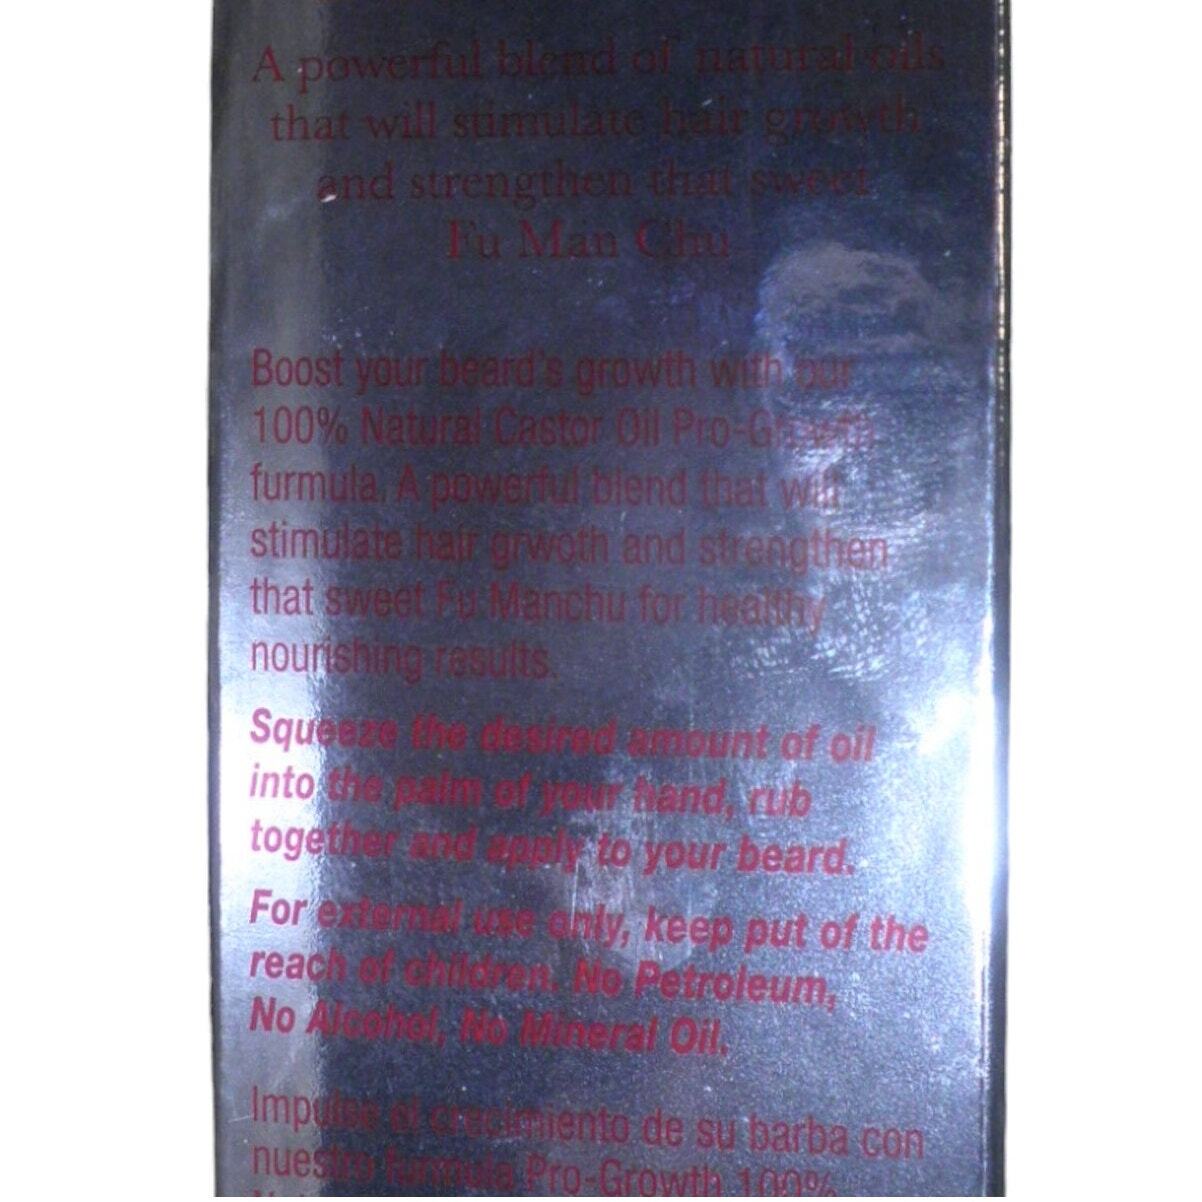 A powerful blend of natural oils
that will stimulate hair growth,
and strengthen that sweet
Fu Man Chu
Boost your beard's growth with our
100% Natural Castor Oil Pro-Growth
furmula. A powerful blend that will
stimulate hair grwoth and strengthen
that sweet Fu Manchu for healthy
nourishing results.
Squeeze the desired amount of oil
into the palm of your hand, rub
together and apply to your beard.
For external use only, keep put of the
reach of children. No Petroleum,
No Alcohol, No Mineral Oil.
Impulse el crecimiento de su barba con
nuestro furmula Pro-Growth 100%